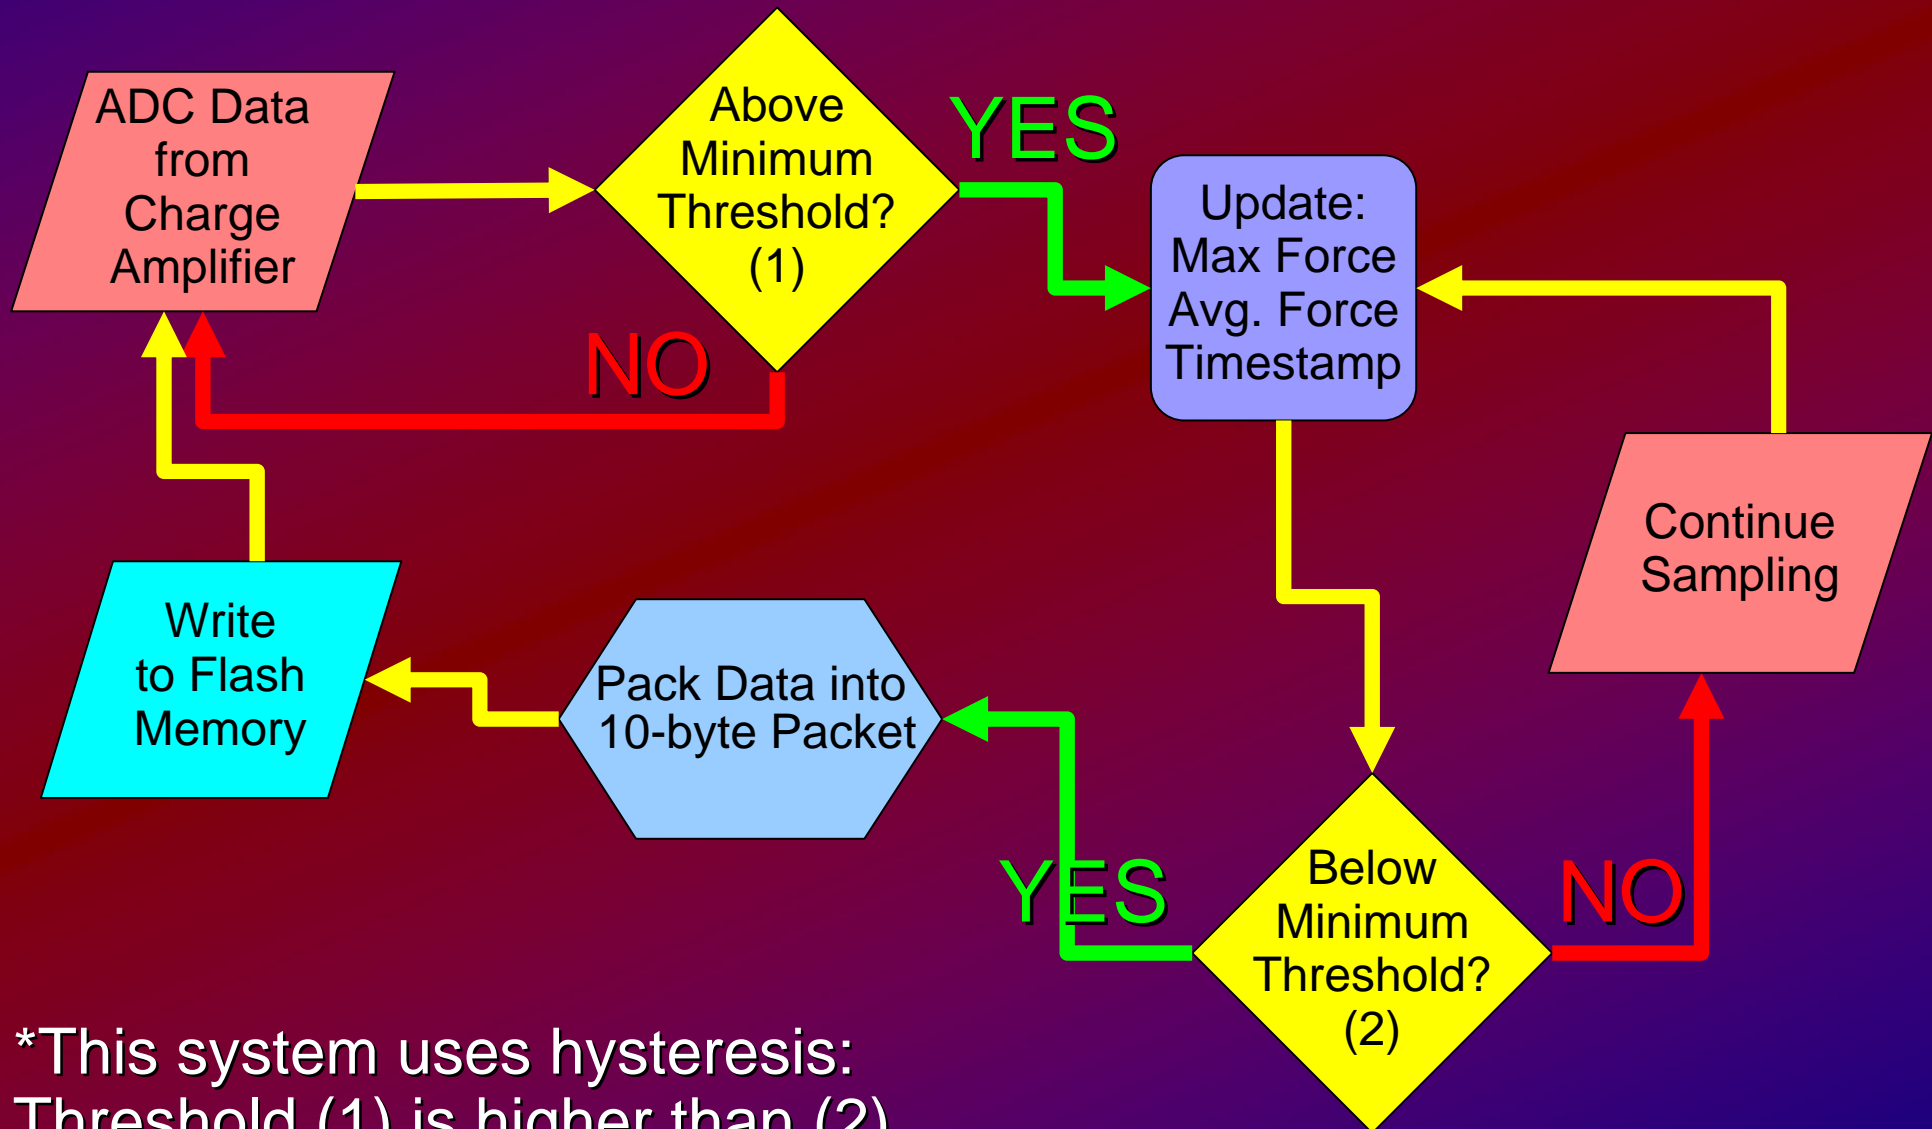 ADC Data
from
Charge
Amplifier
Above
Minimum
Threshold?
(1)
YES
NO
Update:
Max Force
Avg. Force
Timestamp
Continue
Sampling
Write
to Flash
Memory
Pack Data into
10-byte Packet
YES
Below
Minimum
Threshold?
(2)
NO
*This system uses hysteresis:
Threshold (1) is higher than (2)